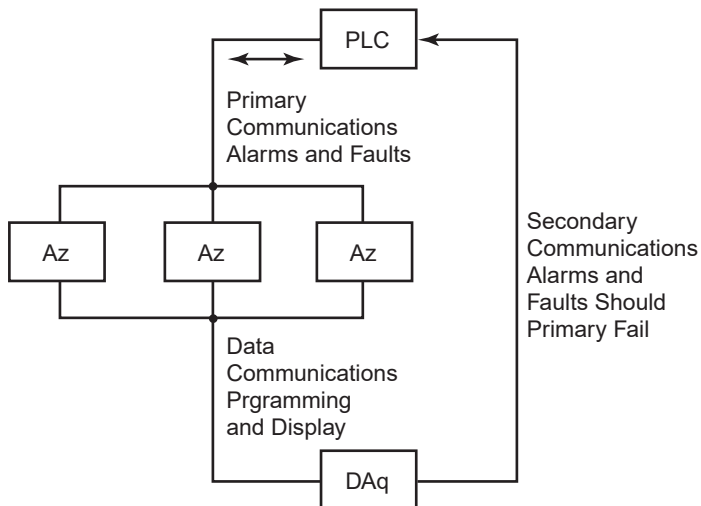 PLC
Primary
Communications
Alarms and Faults
Az
Az
Az
Secondary
Communications
Alarms and
Faults Should
Primary Fail
Data
Communications
Prgramming
and Display
DAq